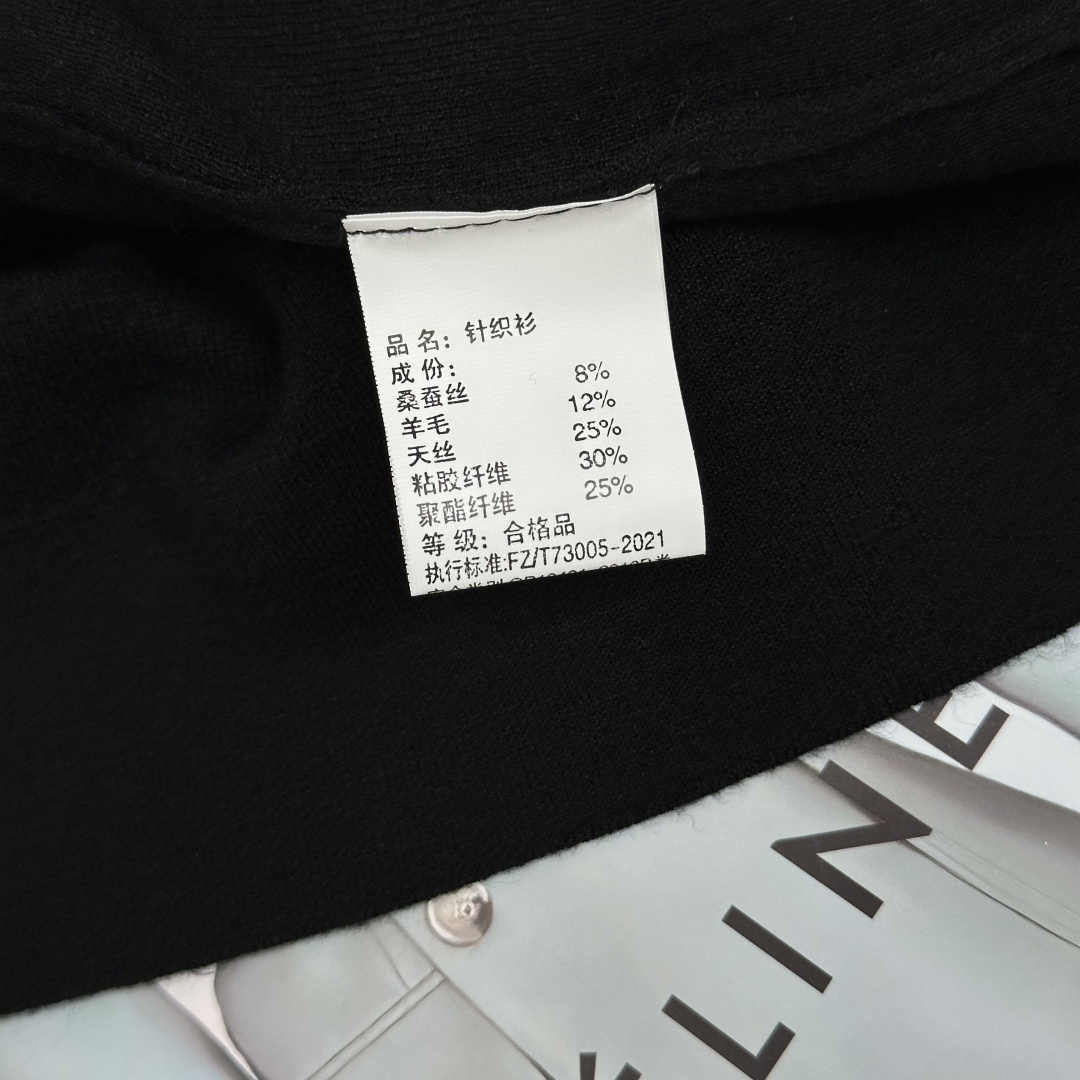 品 名：针织衫
成 份：
桑蚕丝 8%
羊毛 12%
天丝 25%
粘胶纤维 30%
聚酯纤维 25%
等 级：合格品
执行标准:FZ/T73005-2021
LINE